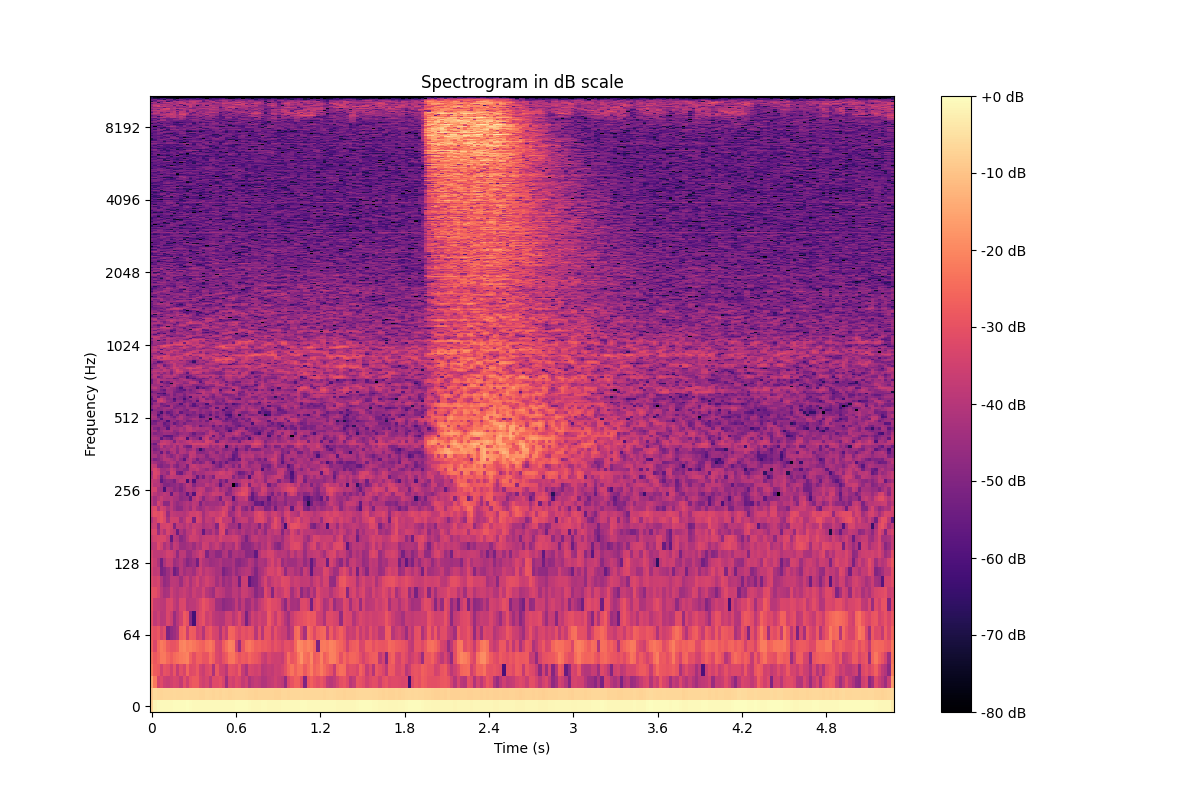 Spectrogram in dB scale
Frequency (Hz)
8192
4096
2048
1024
512
256
128
64
0
0 0.6 1.2 1.8 2.4 3 3.6 4.2 4.8
Time (s)
+0 dB
-10 dB
-20 dB
-30 dB
-40 dB
-50 dB
-60 dB
-70 dB
-80 dB